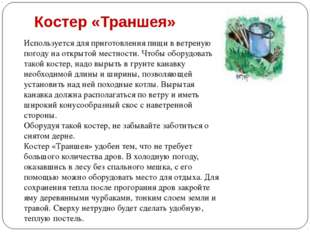 Костер «Траншея»
Используется для приготовления пищи в ветреную
погоду на открытой местности. Чтобы оборудовать
такой костер, надо вырыть в грунте канавку
необходимой длины и ширины, позволяющей
установить над ней походные котлы. Вырытая
канавка должна располагаться по ветру и иметь
широкий конусообразный скос с наветренной
стороны.
Оборудуя такой костер, не забывайте заботиться о
снятом дерне.
Костер «Траншея» удобен тем, что не требует
большого количества дров. В холодную погоду,
оказавшись в лесу без спального мешка, с его
помощью можно оборудовать место для отдыха. Для
сохранения тепла после прогорания дров закройте
яму деревянными чурбаками, тонким слоем земли и
травой. Сверху нетрудно будет сделать удобную,
теплую постель.